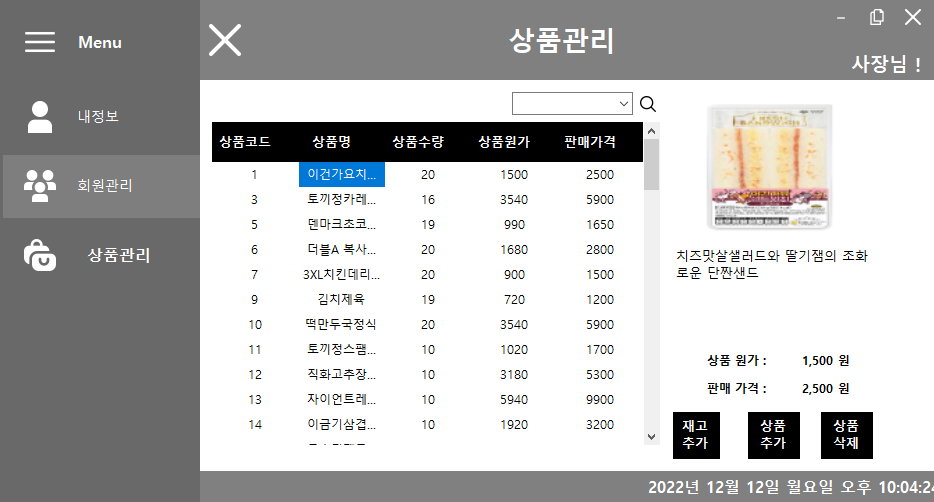 Menu
내정보
회원관리
상품관리
상품관리
사장님 !
상품코드 상품명 상품수량 상품원가 판매가격
1 이건가요치... 20 1500 2500
3 토끼정카레... 16 3540 5900
5 덴마크초코... 19 990 1650
6 더블A 복사... 20 1680 2800
7 3XL치킨데리... 20 900 1500
9 김치제육 19 720 1200
10 떡만두국정식 20 3540 5900
11 토끼정스팸... 10 1020 1700
12 직화고추장... 10 3180 5300
13 자이언트레... 10 5940 9900
14 이금기삼겹... 10 1920 3200
치즈맛살샐러드와 딸기잼의 조화
로운 단짠샌드
상품 원가 : 1,500 원
판매 가격 : 2,500 원
재고
추가
상품
추가
상품
삭제
2022년 12월 12일 월요일 오후 10:04:24